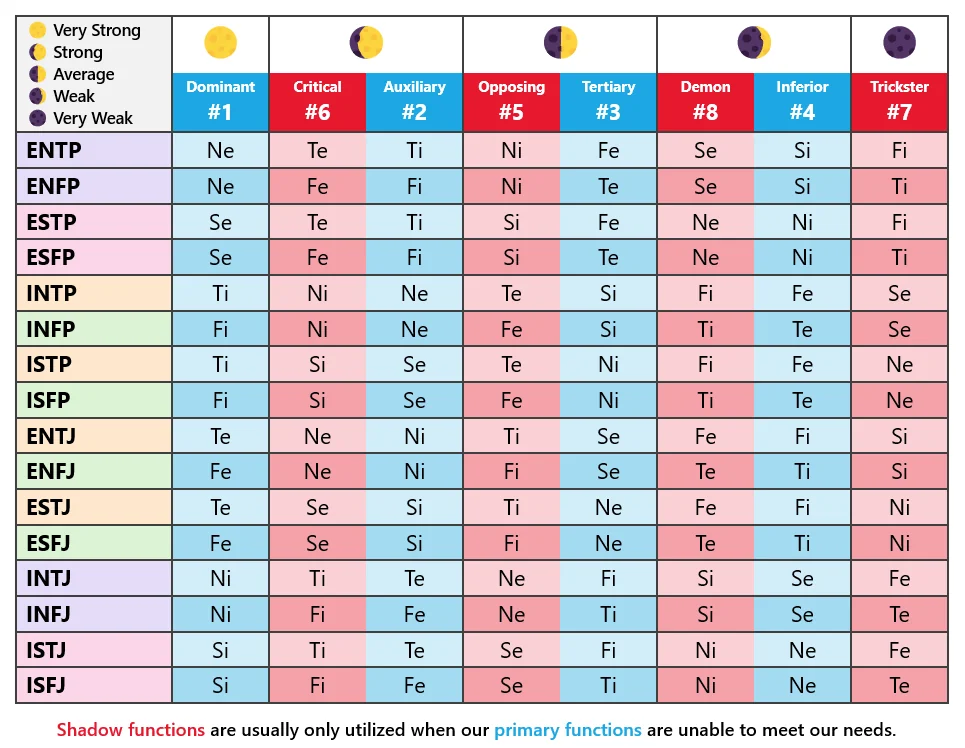 Very Strong
Strong
Average
Weak
Very Weak
Dominant Critical Auxiliary Opposing Tertiary Demon Inferior Trickster
#1 #6 #2 #5 #3 #8 #4 #7
ENTP Ne Te Ti Ni Fe Se Si Fi
ENFP Ne Fe Fi Ni Te Se Si Ti
ESTP Se Te Ti Si Fe Ne Ni Fi
ESFP Se Fe Fi Si Te Ne Ni Ti
INTP Ti Ni Ne Te Si Fi Fe Se
INFP Fi Ni Ne Fe Si Ti Te Se
ISTP Ti Si Se Te Ni Fi Fe Ne
ISFP Fi Si Se Fe Ni Ti Te Ne
ENTJ Te Ne Ni Ti Se Fe Fi Si
ENFJ Fe Ne Ni Fi Se Te Ti Si
ESTJ Te Se Si Ti Ne Fe Fi Ni
ESFJ Fe Se Si Fi Ne Te Ti Ni
INTJ Ni Ti Te Ne Fi Si Se Fe
INFJ Ni Fi Fe Ne Ti Si Se Te
ISTJ Si Ti Te Se Fi Ni Ne Fe
ISFJ Si Fi Fe Se Ti Ni Ne Te
Shadow functions are usually only utilized when our primary functions are unable to meet our needs.